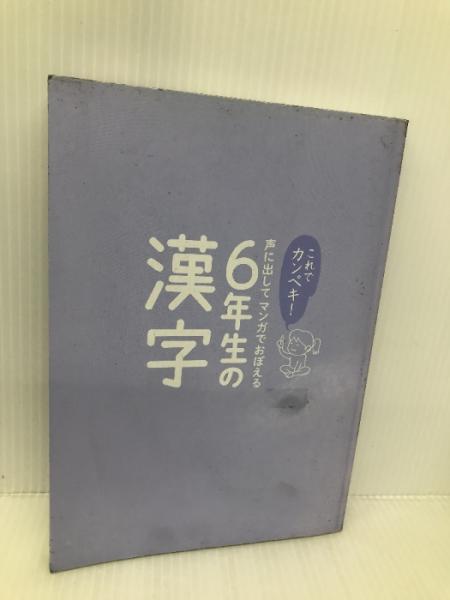 これで
カンペキ!
声に出して マンガでおぼえる
6年生の
漢字